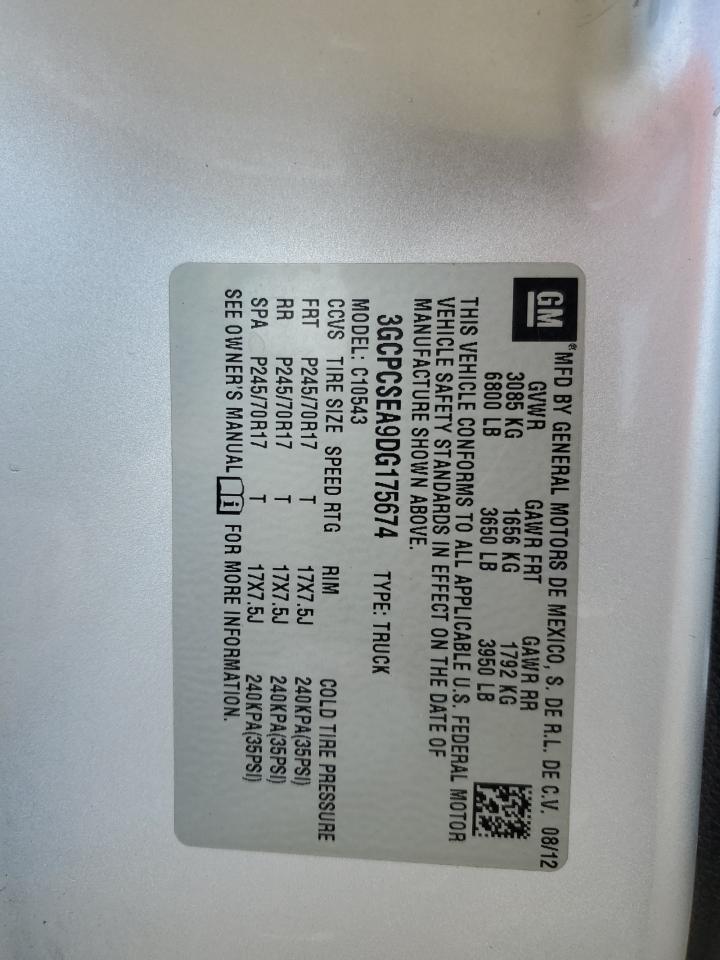 GM® MFD BY GENERAL MOTORS DE MEXICO, S. DE R.L. DE C.V. 08/12
GVWR GAWR FRT GAWR RR
3085 KG 1656 KG 1792 KG
6800 LB 3650 LB 3950 LB
THIS VEHICLE CONFORMS TO ALL APPLICABLE U.S. FEDERAL MOTOR
VEHICLE SAFETY STANDARDS IN EFFECT ON THE DATE OF
MANUFACTURE SHOWN ABOVE.
3GCPCSEA9DG175674 TYPE: TRUCK
MODEL: C10543
CCVS TIRE SIZE SPEED RTG RIM COLD TIRE PRESSURE
FRT P245/70R17 T 17X7.5J 240KPA(35PSI)
RR P245/70R17 T 17X7.5J 240KPA(35PSI)
SPA P245/70R17 T 17X7.5J 240KPA(35PSI)
SEE OWNER'S MANUAL FOR MORE INFORMATION.